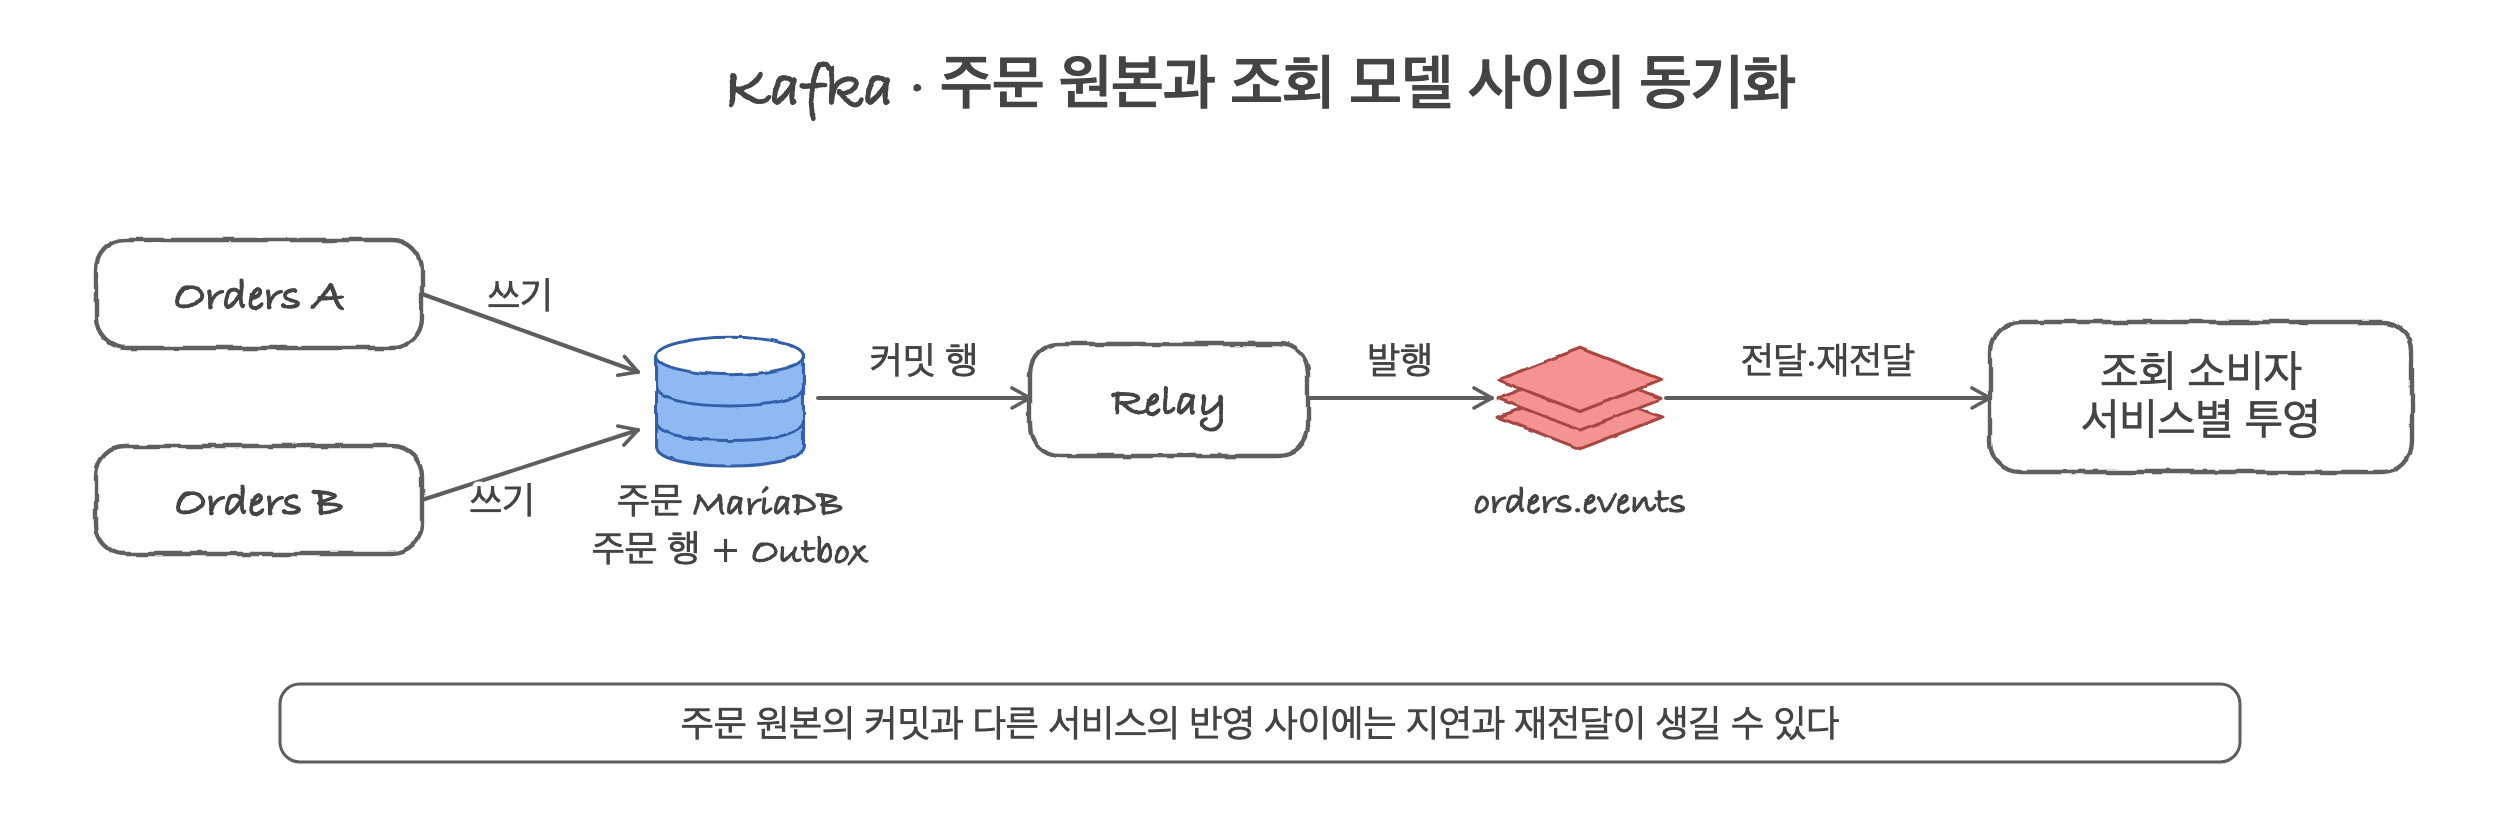 Kafka · 주문 원본과 조회 모델 사이의 동기화
Orders A
쓰기
커밋 행
Relay
발행
전달·재전달
조회 소비자
서비스별 투영
Orders B
쓰기
주문 MariaDB
주문 행 + Outbox
orders.events
주문 원본의 커밋과 다른 서비스의 반영 사이에는 지연과 재전달이 생길 수 있다